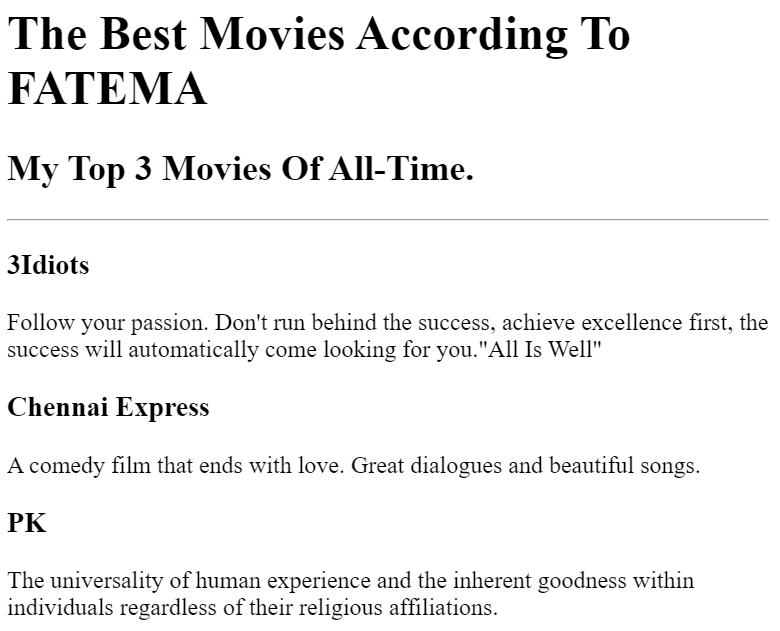 The Best Movies According To
FATEMA
My Top 3 Movies Of All-Time.
3Idiots
Follow your passion. Don't run behind the success, achieve excellence first, the
success will automatically come looking for you."All Is Well"
Chennai Express
A comedy film that ends with love. Great dialogues and beautiful songs.
PK
The universality of human experience and the inherent goodness within
individuals regardless of their religious affiliations.